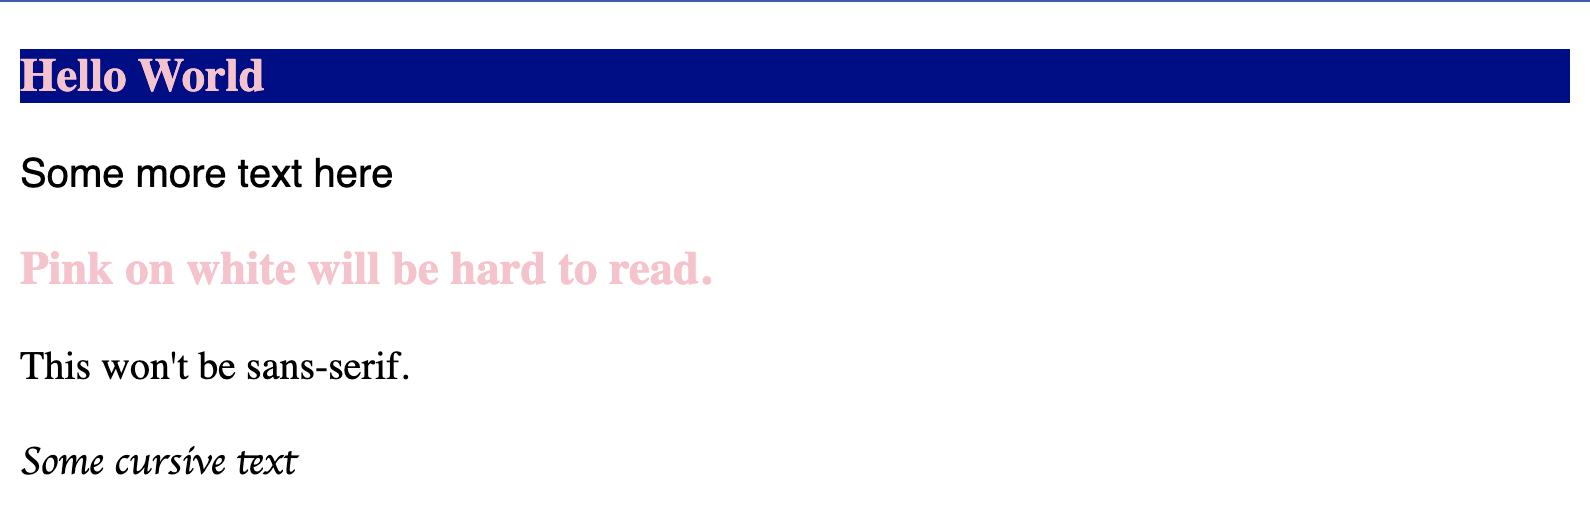 Hello World
Some more text here
Pink on white will be hard to read.
This won't be sans-serif.
Some cursive text